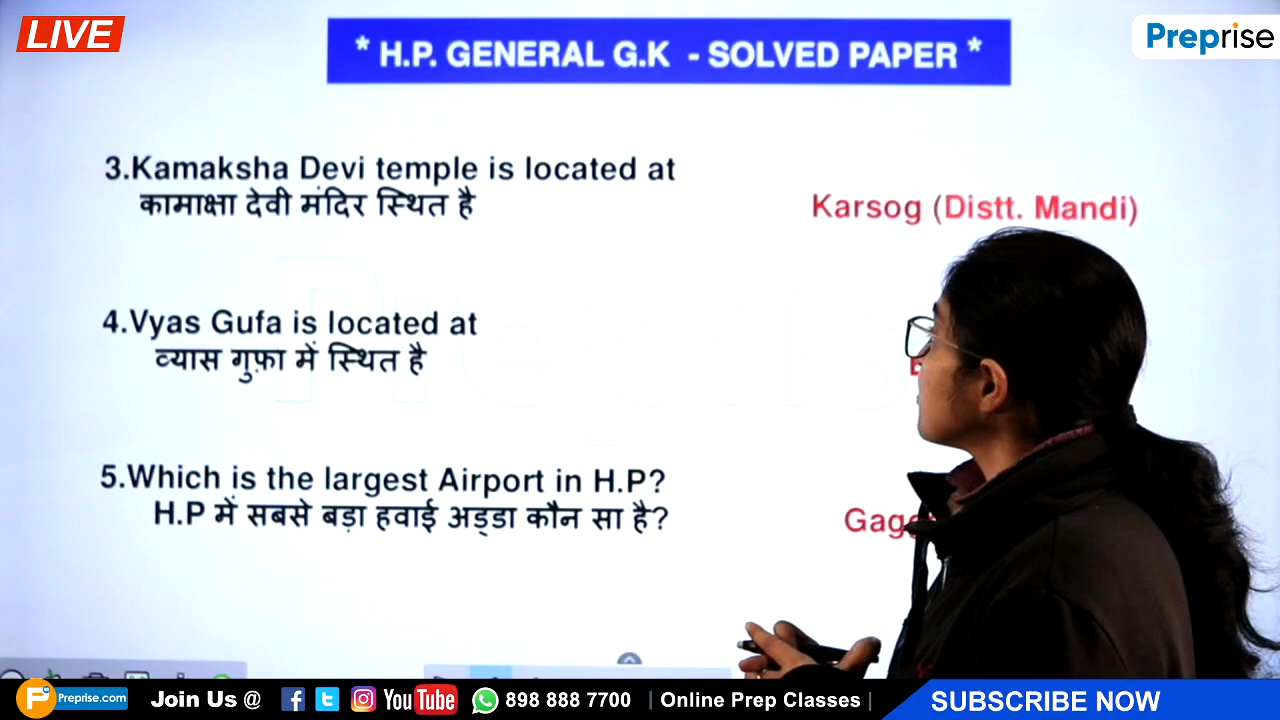 LIVE
Preprise
* H.P. GENERAL G.K - SOLVED PAPER *
3.Kamaksha Devi temple is located at
कामाक्षा देवी मंदिर स्थित है
Karsog (Distt. Mandi)
4.Vyas Gufa is located at
व्यास गुफ़ा में स्थित है
5.Which is the largest Airport in H.P?
H.P में सबसे बड़ा हवाई अड्डा कौन सा है?
Preprise.com
Join Us @
YouTube
898 888 7700
Online Prep Classes
SUBSCRIBE NOW